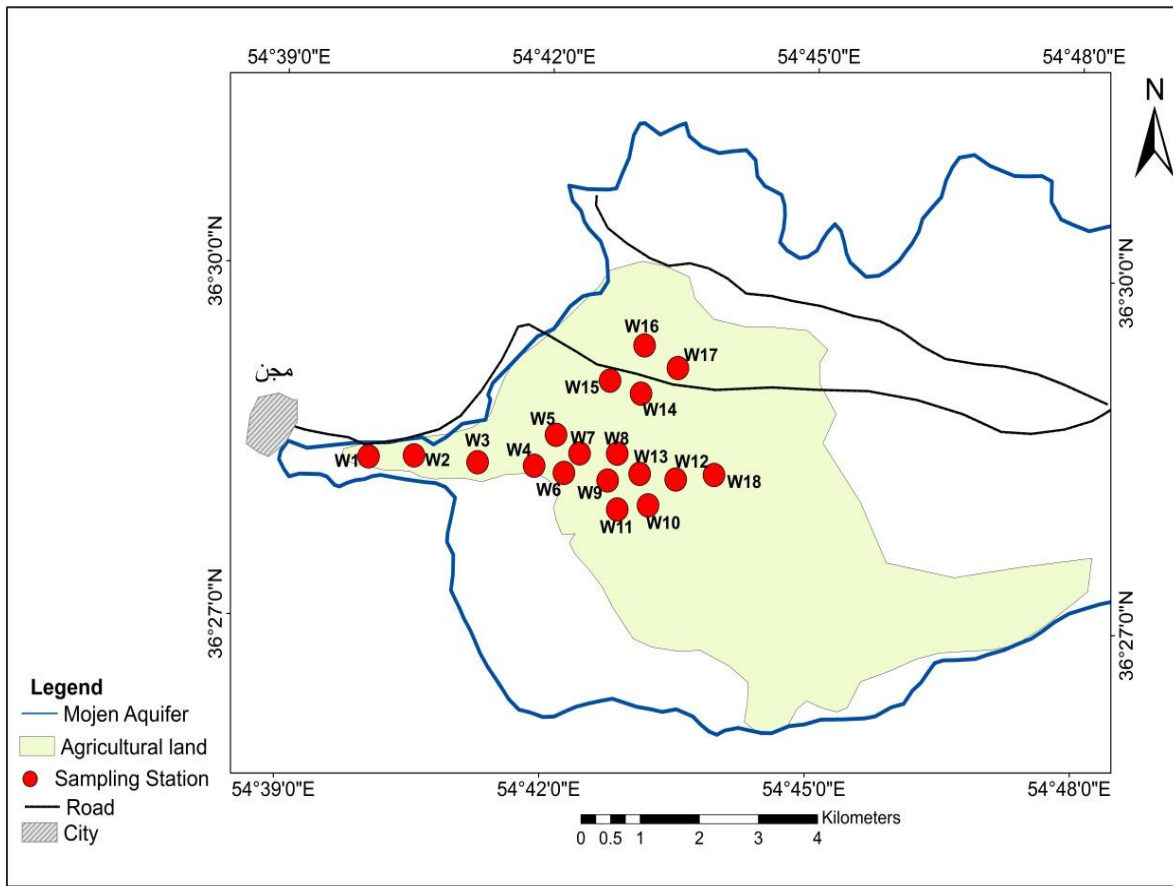 54°39'0"E 54°42'0"E 54°45'0"E 54°48'0"E
N
36°30'0"N 36°30'0"N
W16
W17
W15
W14
مجن
W5
W3 W7 W8
W1 W2 W4 W13 W12
W6 W9 W18
W11 W10
36°27'0"N 36°27'0"N
Legend
Mojen Aquifer
Agricultural land
Sampling Station
Road
City
54°39'0"E 54°42'0"E 54°45'0"E 54°48'0"E
Kilometers
0 0.5 1 2 3 4